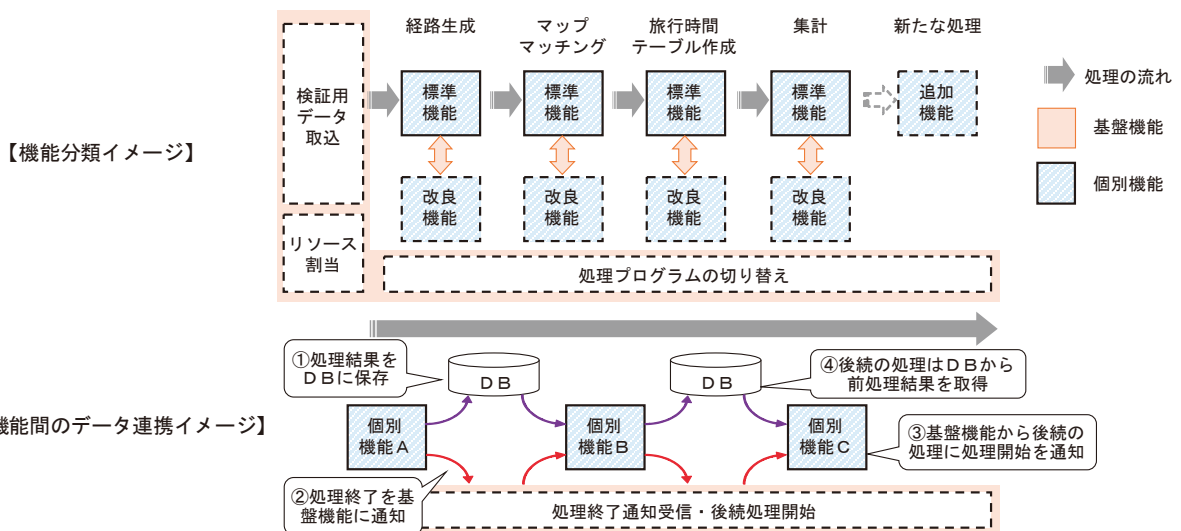 経路生成
マップ
マッチング
旅行時間
テーブル作成
集計
新たな処理
検証用
データ
取込
標準
機能
標準
機能
標準
機能
標準
機能
追加
機能
処理の流れ
基盤機能
個別機能
【機能分類イメージ】
改良
機能
改良
機能
改良
機能
改良
機能
リソース
割当
処理プログラムの切り替え
①処理結果を
DBに保存
DB
DB
④後続の処理はDBから
前処理結果を取得
機能間のデータ連携イメージ】
個別
機能A
個別
機能B
個別
機能C
③基盤機能から後続の
処理に処理開始を通知
②処理終了を基
盤機能に通知
処理終了通知受信・後続処理開始